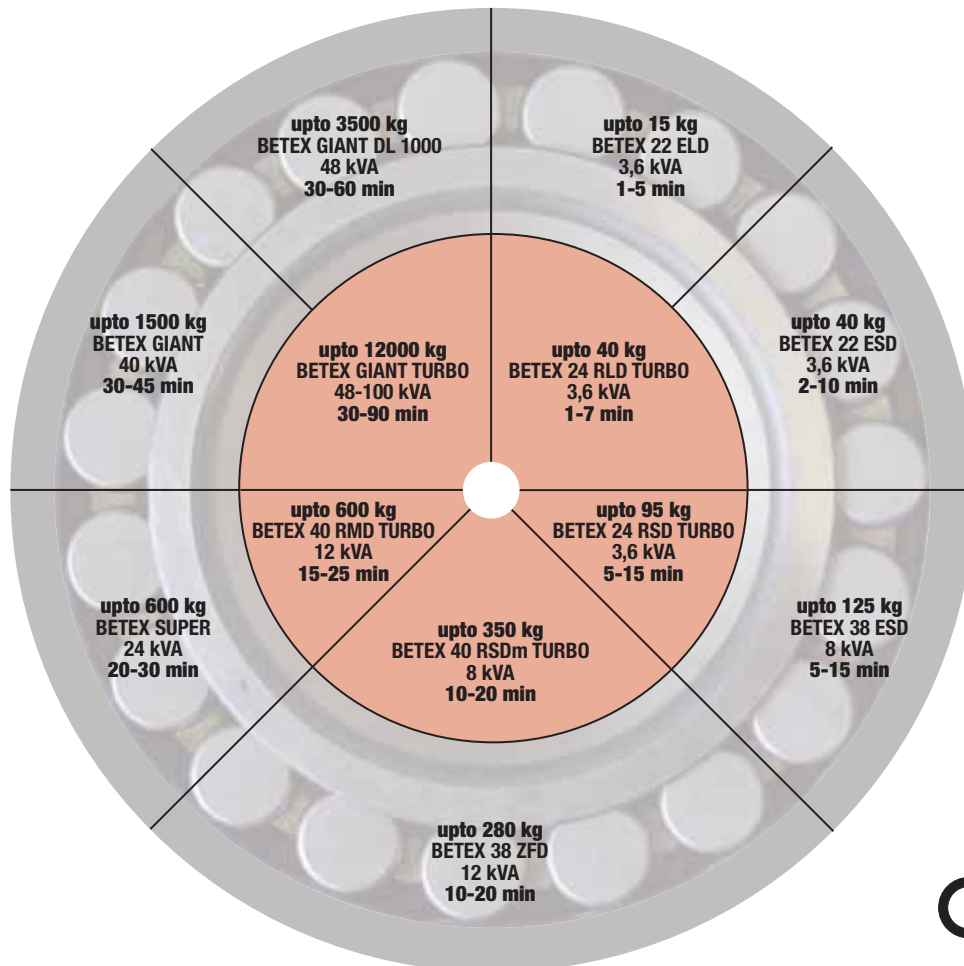 upto 3500 kg
BETEX GIANT DL 1000
48 kVA
30-60 min
upto 15 kg
BETEX 22 ELD
3,6 kVA
1-5 min
upto 1500 kg
BETEX GIANT
40 kVA
30-45 min
upto 12000 kg
BETEX GIANT TURBO
48-100 kVA
30-90 min
upto 40 kg
BETEX 24 RLD TURBO
3,6 kVA
1-7 min
upto 40 kg
BETEX 22 ESD
3,6 kVA
2-10 min
upto 600 kg
BETEX 40 RMD TURBO
12 kVA
15-25 min
upto 95 kg
BETEX 24 RSD TURBO
3,6 kVA
5-15 min
upto 600 kg
BETEX SUPER
24 kVA
20-30 min
upto 350 kg
BETEX 40 RSDm TURBO
8 kVA
10-20 min
upto 125 kg
BETEX 38 ESD
8 kVA
5-15 min
upto 280 kg
BETEX 38 ZFD
12 kVA
10-20 min